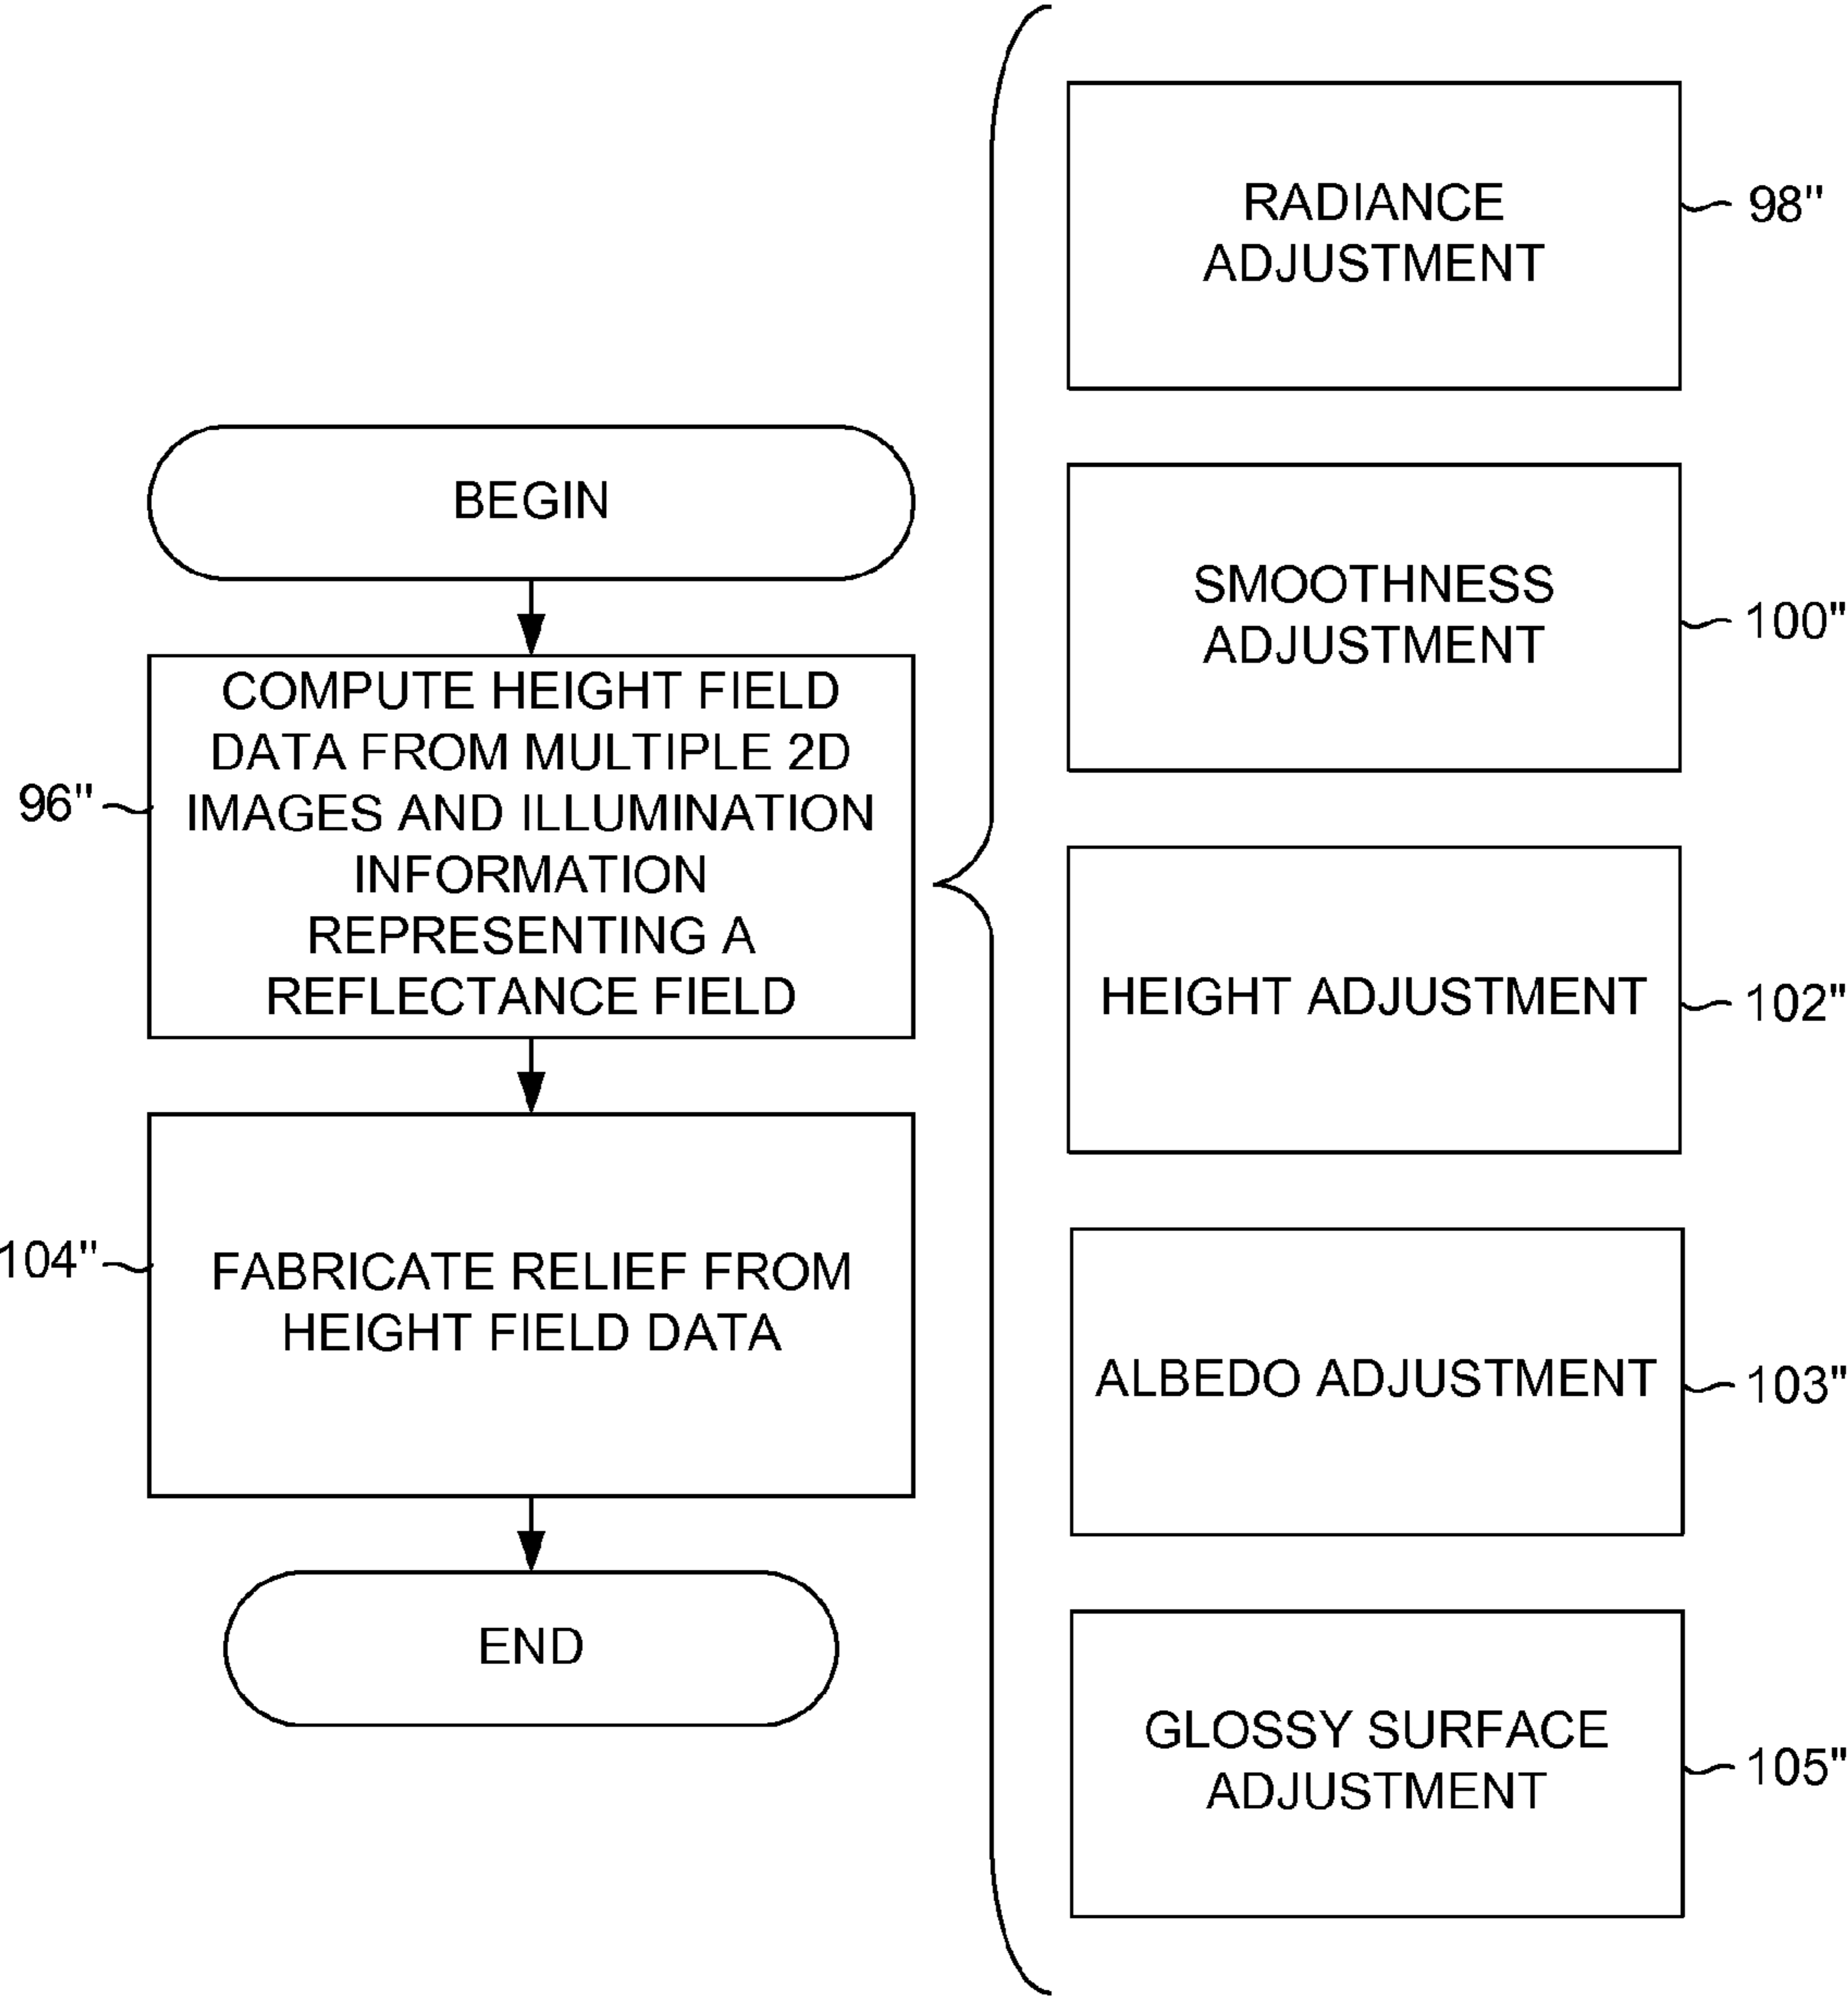 BEGIN
96"
COMPUTE HEIGHT FIELD
DATA FROM MULTIPLE 2D
IMAGES AND ILLUMINATION
INFORMATION
REPRESENTING A
REFLECTANCE FIELD
104"
FABRICATE RELIEF FROM
HEIGHT FIELD DATA
END
RADIANCE
ADJUSTMENT
98"
SMOOTHNESS
ADJUSTMENT
100"
HEIGHT ADJUSTMENT
102"
ALBEDO ADJUSTMENT
103"
GLOSSY SURFACE
ADJUSTMENT
105"